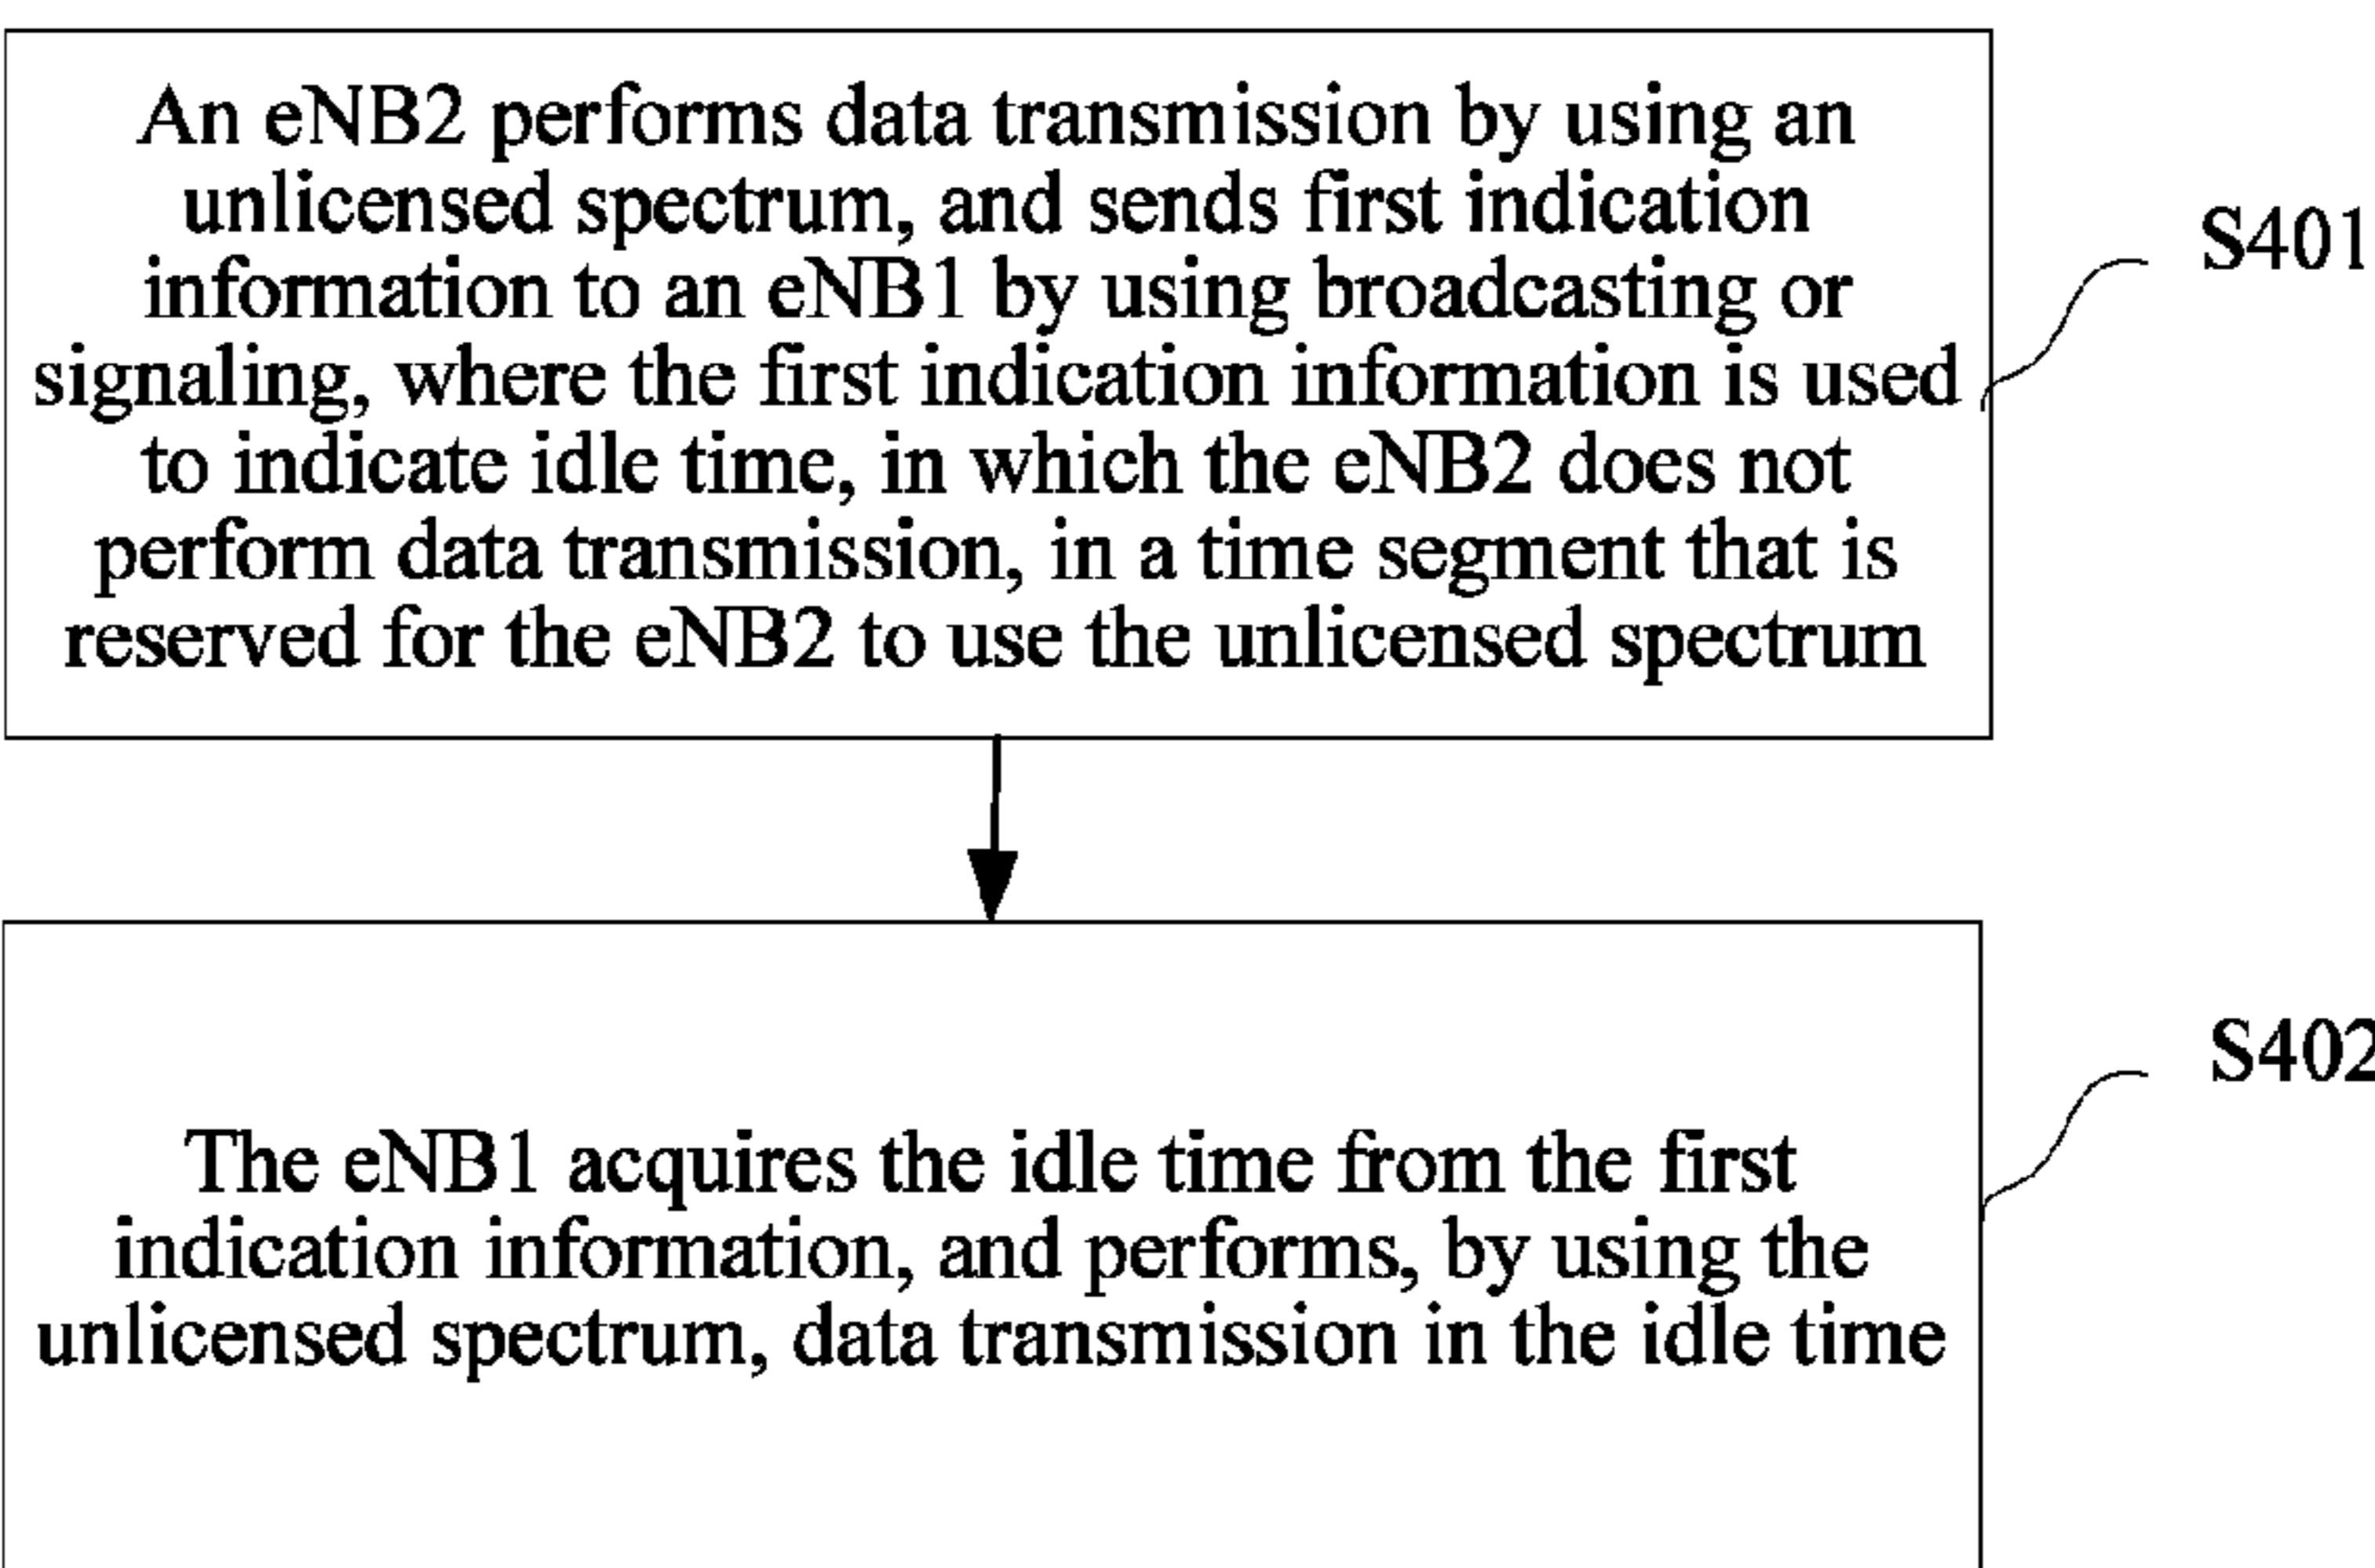 An eNB2 performs data transmission by using an
unlicensed spectrum, and sends first indication
information to an eNB1 by using broadcasting or
signaling, where the first indication information is used
to indicate idle time, in which the eNB2 does not
perform data transmission, in a time segment that is
reserved for the eNB2 to use the unlicensed spectrum
S401
The eNB1 acquires the idle time from the first
indication information, and performs, by using the
unlicensed spectrum, data transmission in the idle time
S402